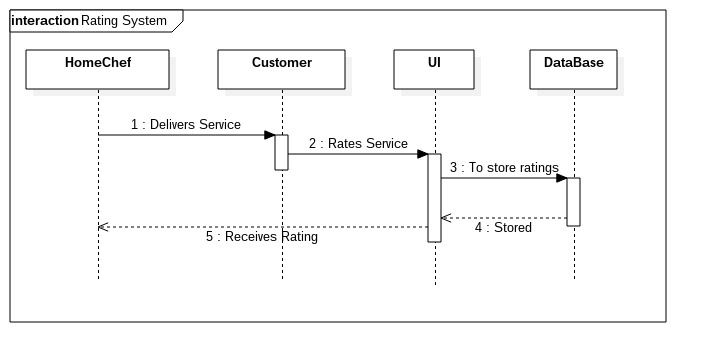 interaction Rating System
HomeChef
Customer
UI
DataBase
1 : Delivers Service
2 : Rates Service
3 : To store ratings
4 : Stored
5 : Receives Rating